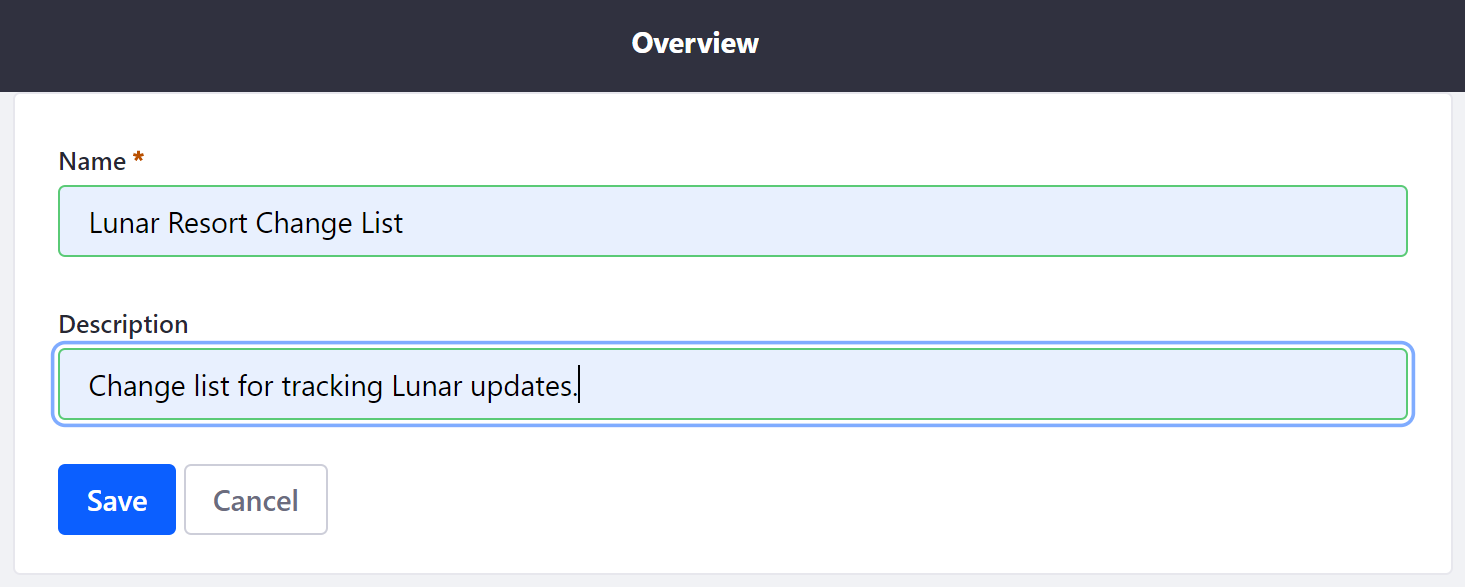 Overview
Name *
Lunar Resort Change List
Description
Change list for tracking Lunar updates.
Save Cancel